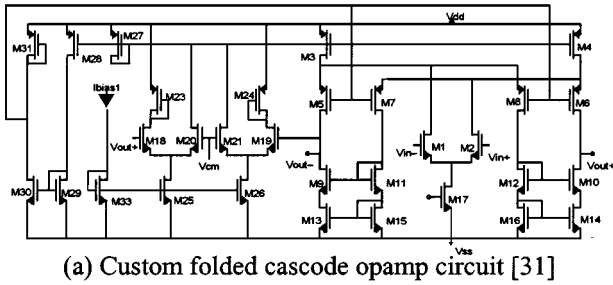 Vdd
M31
M28
M27
M3
M4
Ibias1
M23
M24
M5
M7
M8
M6
Vout+
M18
M20
M21
M19
Vcm
Vout-
Vin-
M1
M2
Vin+
Vout+
M30
M29
M33
M25
M26
M9
M11
M17
M12
M10
M13
M15
M16
M14
Vss
(a) Custom folded cascode opamp circuit [31]